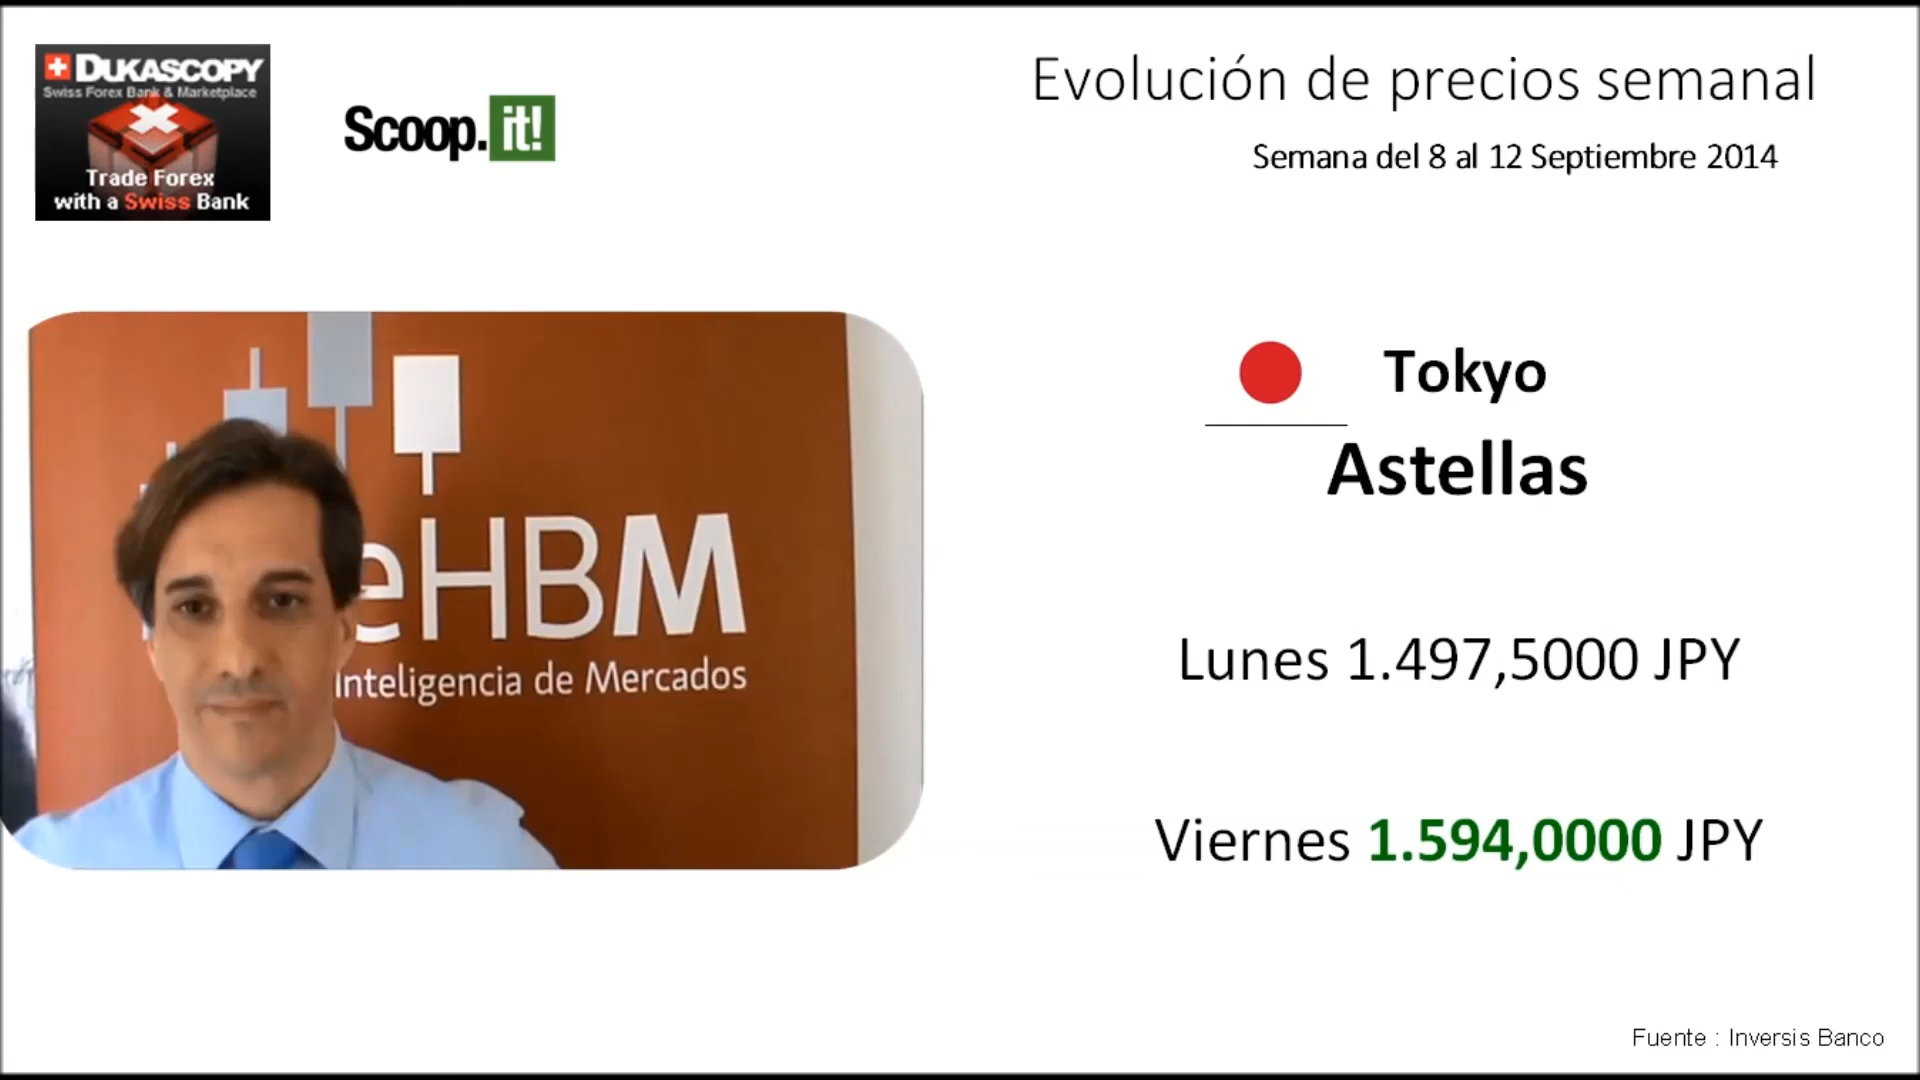 DUKASCOPY
Swiss Forex Bank & Marketplace
Trade Forex
with a Swiss Bank
Scoop.it!
Evolución de precios semanal
Semana del 8 al 12 Septiembre 2014
eHBM
Inteligencia de Mercados
Tokyo
Astellas
Lunes 1.497,5000 JPY
Viernes 1.594,0000 JPY
Fuente : Inversis Banco